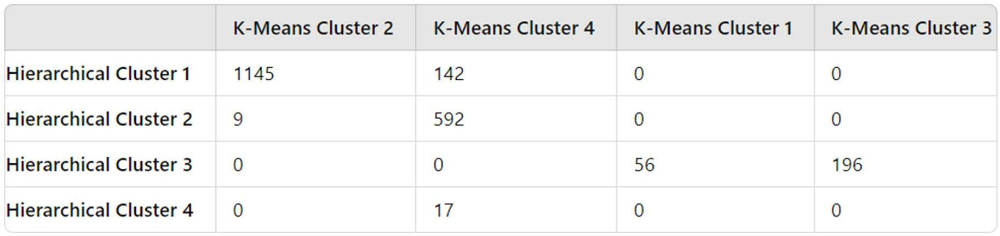 K-Means Cluster 2 K-Means Cluster 4 K-Means Cluster 1 K-Means Cluster 3
Hierarchical Cluster 1 1145 142 0 0
Hierarchical Cluster 2 9 592 0 0
Hierarchical Cluster 3 0 0 56 196
Hierarchical Cluster 4 0 17 0 0